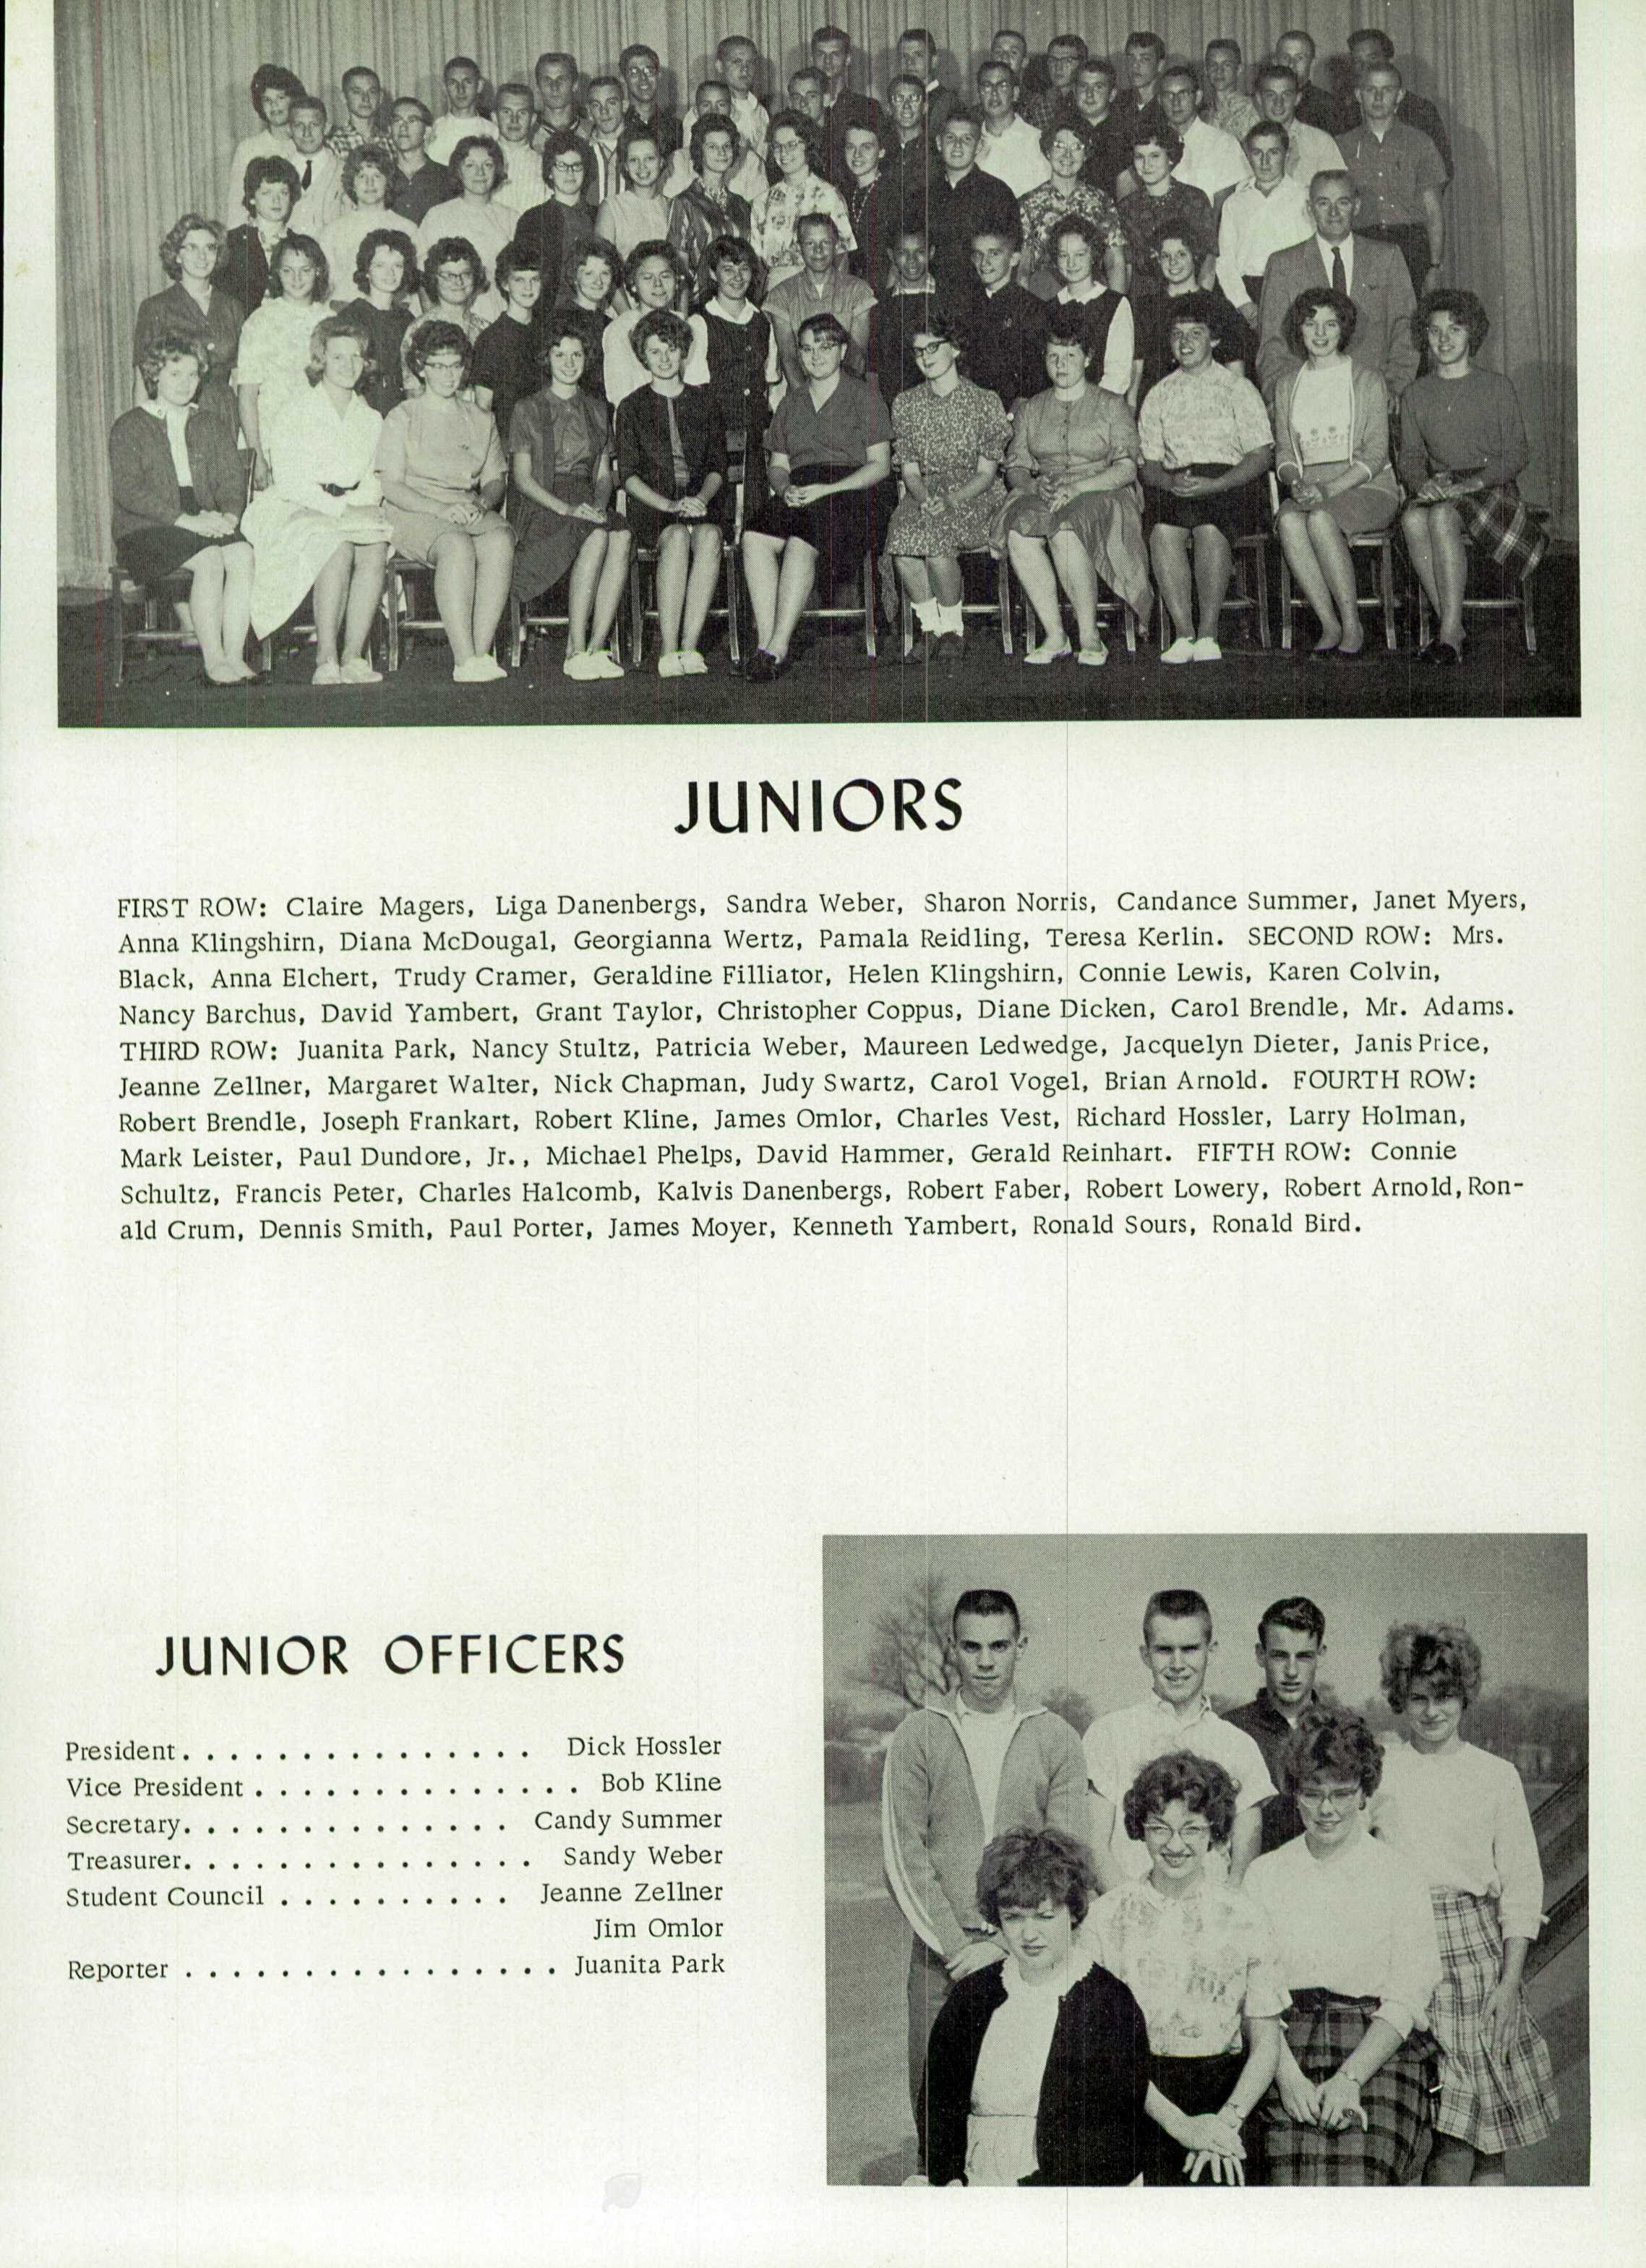 JUNIORS
FIRST ROW: Claire Magers, Liga Danenbergs, Sandra Weber, Sharon Norris, Candance Summer, Janet Myers,
Anna Klingshirn, Diana McDougal, Georgianna Wertz, Pamala Reidling, Teresa Kerlin. SECOND ROW: Mrs.
Black, Anna Elchert, Trudy Cramer, Geraldine Filliator, Helen Klingshirn, Connie Lewis, Karen Colvin,
Nancy Barchus, David Yambert, Grant Taylor, Christopher Coppus, Diane Dicken, Carol Brendle, Mr. Adams.
THIRD ROW: Juanita Park, Nancy Stultz, Patricia Weber, Maureen Ledwedge, Jacquelyn Dieter, Janis Price,
Jeanne Zellner, Margaret Walter, Nick Chapman, Judy Swartz, Carol Vogel, Brian Arnold. FOURTH ROW:
Robert Brendle, Joseph Frankart, Robert Kline, James Omlor, Charles Vest, Richard Hossler, Larry Holman,
Mark Leister, Paul Dundore, Jr., Michael Phelps, David Hammer, Gerald Reinhart. FIFTH ROW: Connie
Schultz, Francis Peter, Charles Halcomb, Kalvis Danenbergs, Robert Faber, Robert Lowery, Robert Arnold, Ron-
ald Crum, Dennis Smith, Paul Porter, James Moyer, Kenneth Yambert, Ronald Sours, Ronald Bird.
JUNIOR OFFICERS
President . . . . . . . . . . . . . . . Dick Hossler
Vice President . . . . . . . . . . . . . . Bob Kline
Secretary. . . . . . . . . . . . . . Candy Summer
Treasurer. . . . . . . . . . . . . . . Sandy Weber
Student Council . . . . . . . . . . Jeanne Zellner
Jim Omlor
Reporter . . . . . . . . . . . . . . . . Juanita Park